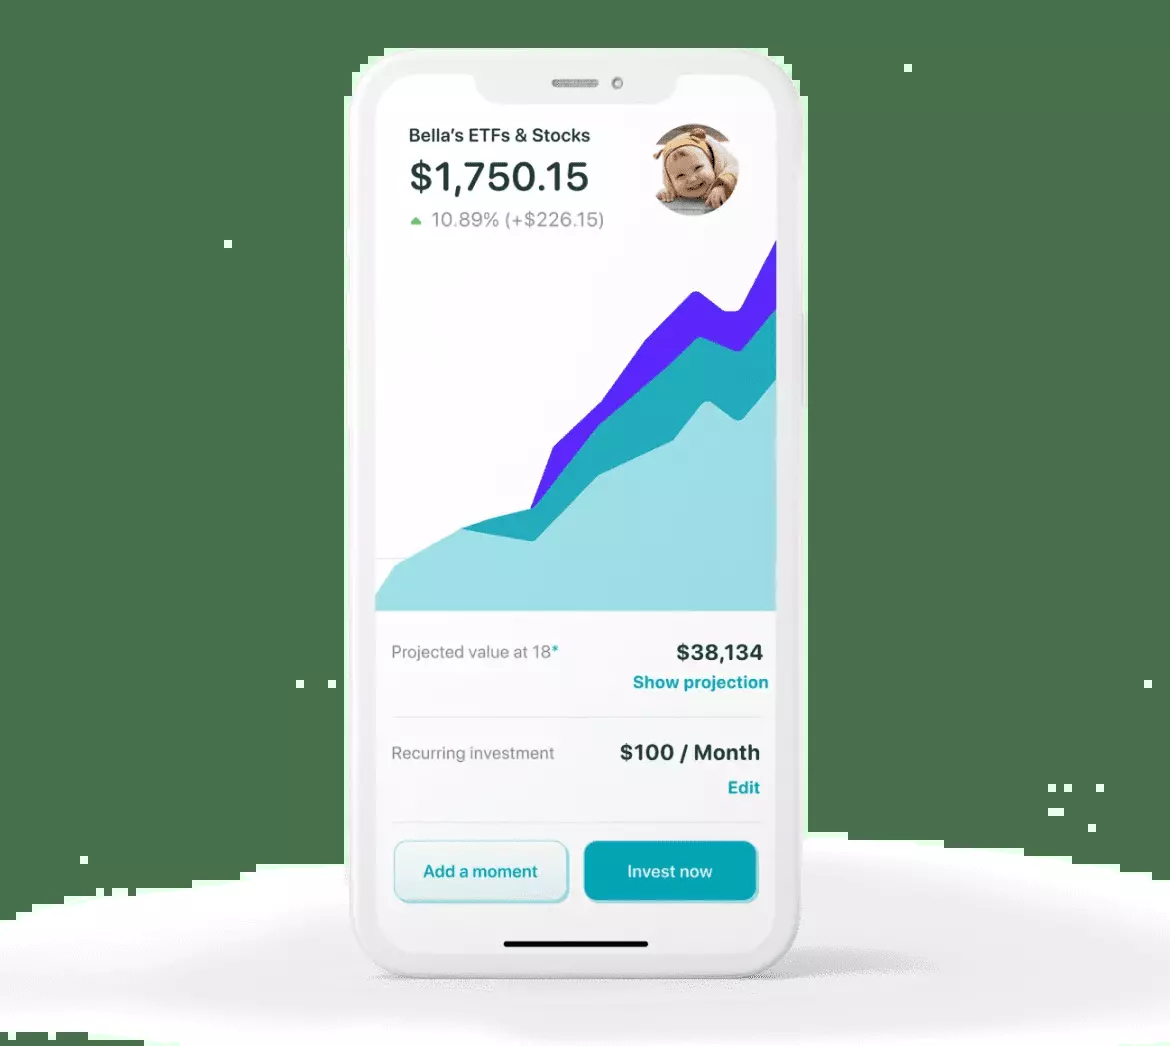 Bella’s ETFs & Stocks
$1,750.15
10.89% (+$226.15)
Projected value at 18*
$38,134
Show projection
Recurring investment
$100 / Month
Edit
Add a moment
Invest now